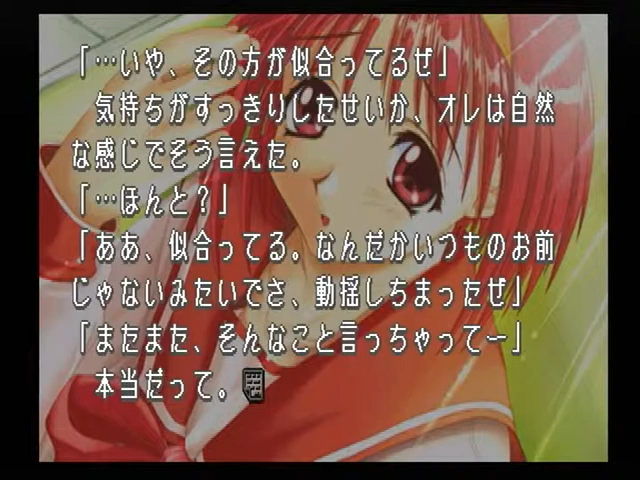 「…いや、その方が似合ってるぜ」
　気持ちがすっきりしたせいか、オレは自然
な感じでそう言えた。
「…ほんと？」
「ああ、似合ってる。なんだかいつものお前
じゃないみたいでさ、動揺しちまったぜ」
「またまた、そんなこと言っちゃってー」
　本当だって。